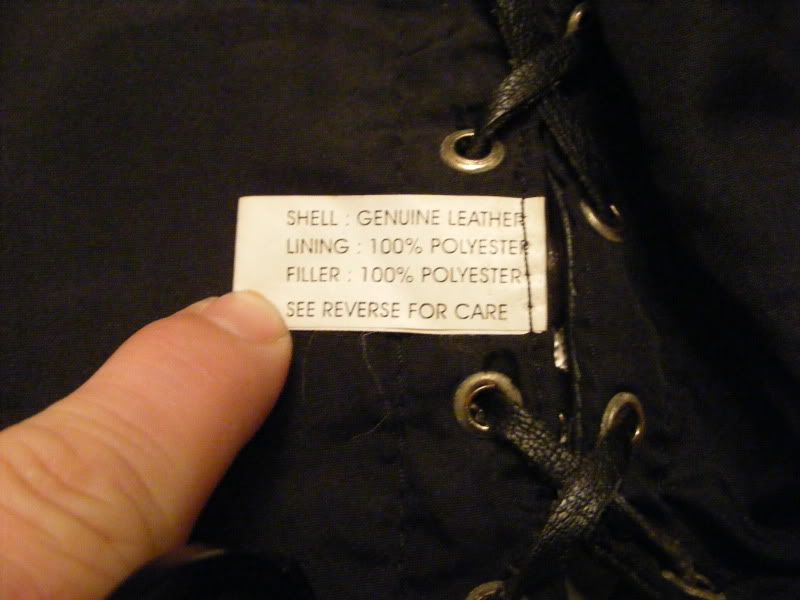 SHELL : GENUINE LEATHER
LINING : 100% POLYESTER
FILLER : 100% POLYESTER
SEE REVERSE FOR CARE